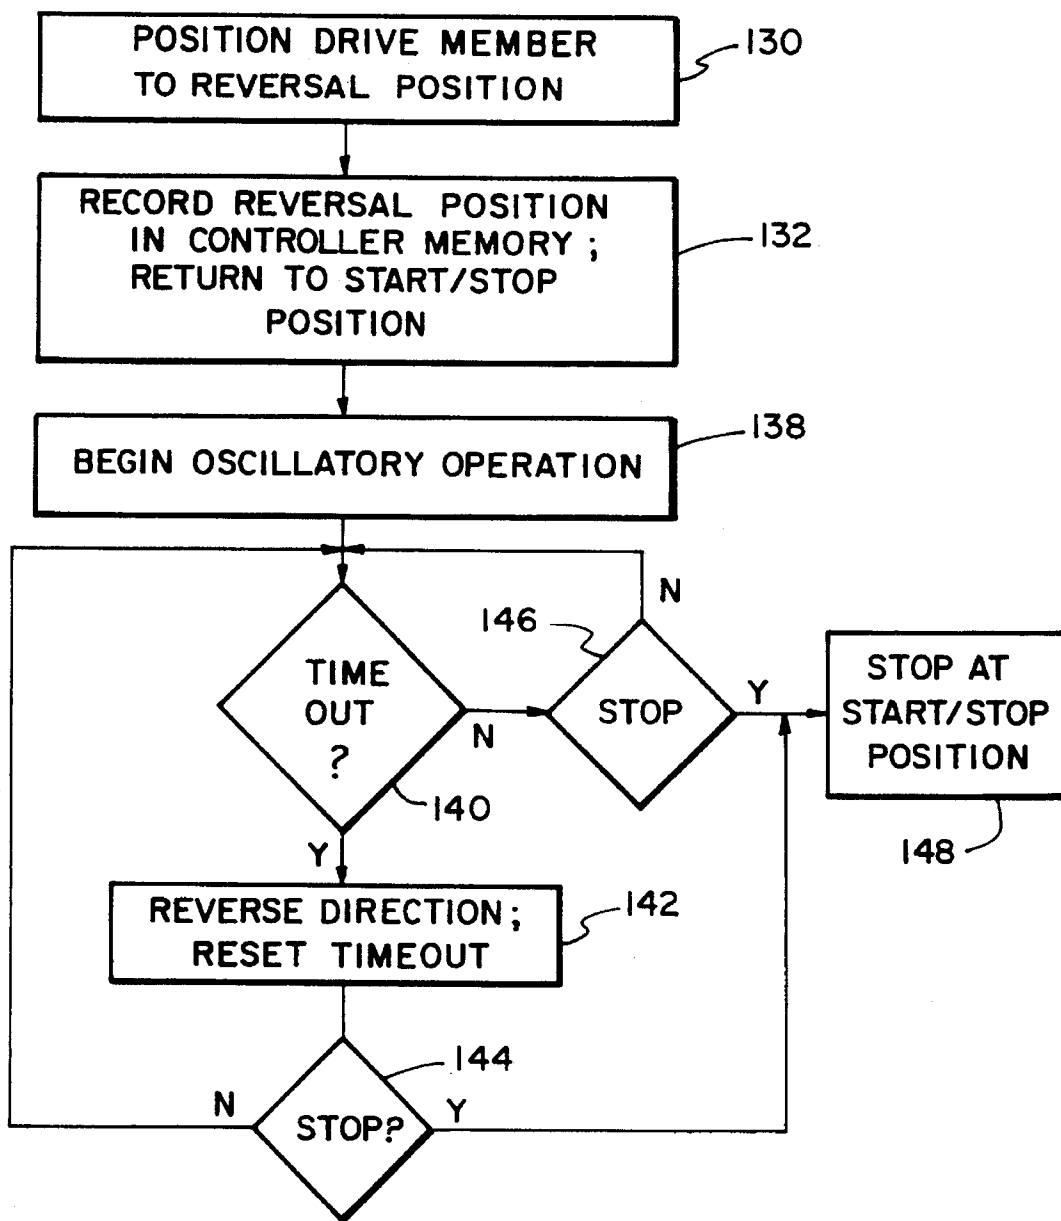 POSITION DRIVE MEMBER
TO REVERSAL POSITION
130
RECORD REVERSAL POSITION
IN CONTROLLER MEMORY ;
RETURN TO START/STOP
POSITION
132
BEGIN OSCILLATORY OPERATION
138
TIME
OUT
?
N
140
Y
146
STOP
N
Y
STOP AT
START/STOP
POSITION
148
REVERSE DIRECTION ;
RESET TIMEOUT
142
144
STOP?
N
Y